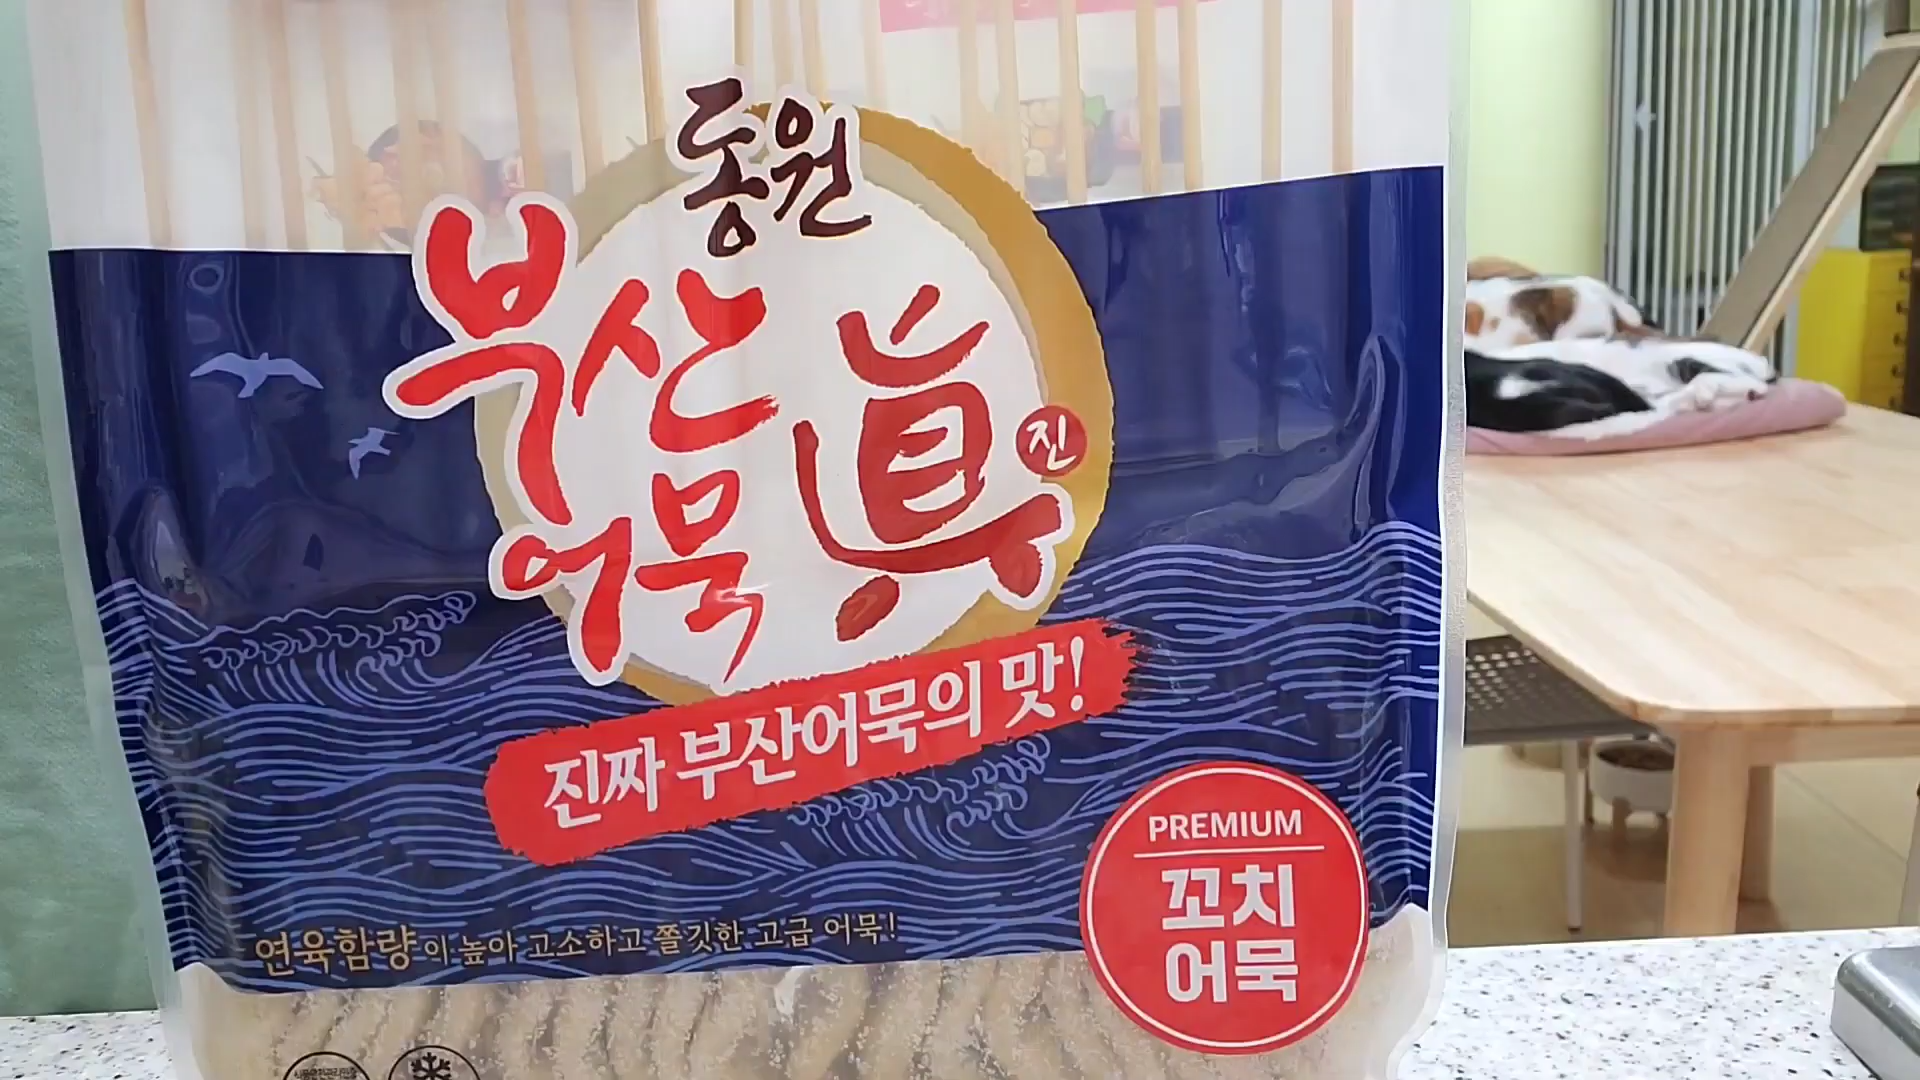 동원
부산
어묵
眞
진
진짜 부산어묵의 맛!
PREMIUM
꼬치
어묵
연육함량이 높아 고소하고 쫄깃한 고급 어묵!